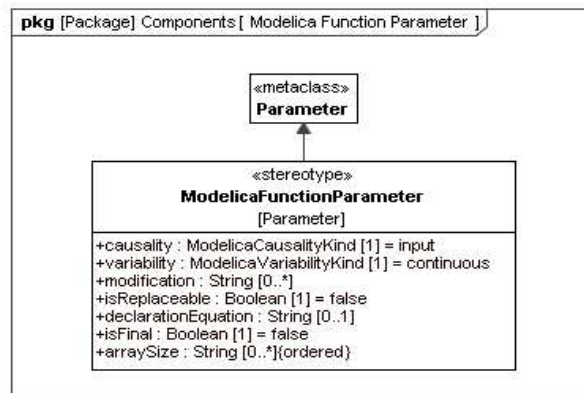 pkg [Package] Components [ Modelica Function Parameter ]
«metaclass»
Parameter
«stereotype»
ModelicaFunctionParameter
[Parameter]
+causality : ModelicaCausalityKind [1] = input
+variability : ModelicaVariabilityKind [1] = continuous
+modification : String [0..*]
+isReplaceable : Boolean [1] = false
+declarationEquation : String [0..1]
+isFinal : Boolean [1] = false
+arraySize : String [0..*]{ordered}